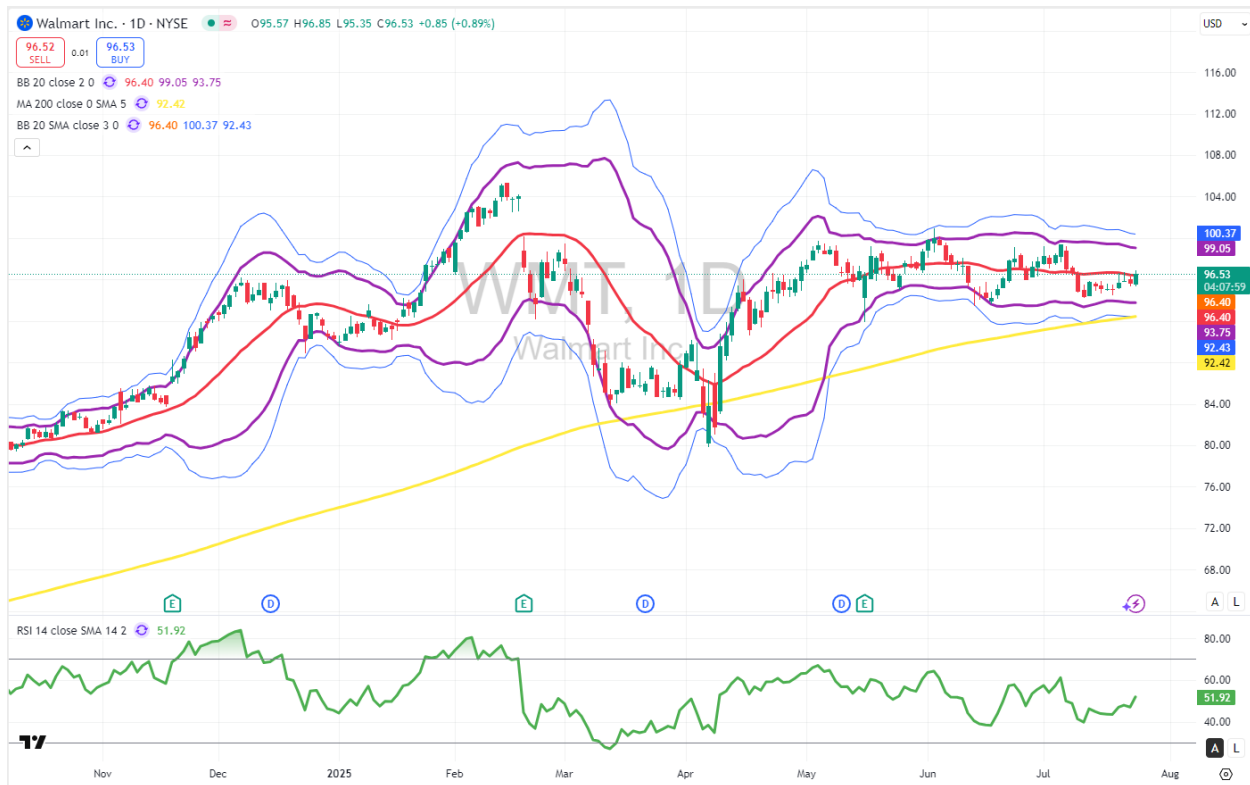 Walmart Inc. · 1D · NYSE O95.57 H96.85 L95.35 C96.53 +0.85 (+0.89%)
USD
96.52 0.01 96.53
SELL BUY
BB 20 close 2 0 96.40 99.05 93.75
MA 200 close 0 SMA 5 92.42
BB 20 SMA close 3 0 96.40 100.37 92.43
116.00
112.00
108.00
104.00
100.37
99.05
96.53
04:07:59
96.40
96.40
93.75
92.43
92.42
84.00
80.00
76.00
72.00
68.00
WMT, 1D
Walmart Inc
E D E D D E
A L
RSI 14 close SMA 14 2 51.92
80.00
60.00
51.92
40.00
A L
Nov Dec 2025 Feb Mar Apr May Jun Jul Aug